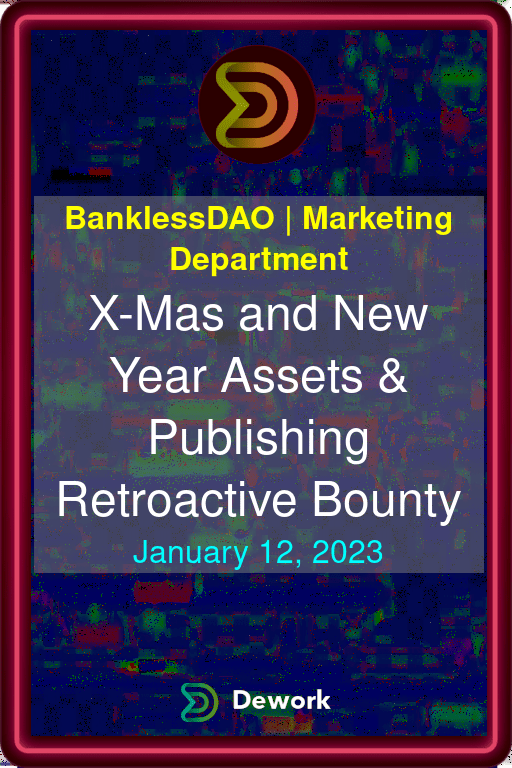 BanklessDAO | Marketing
Department
X-Mas and New
Year Assets &
Publishing
Retroactive Bounty
January 12, 2023
Dework